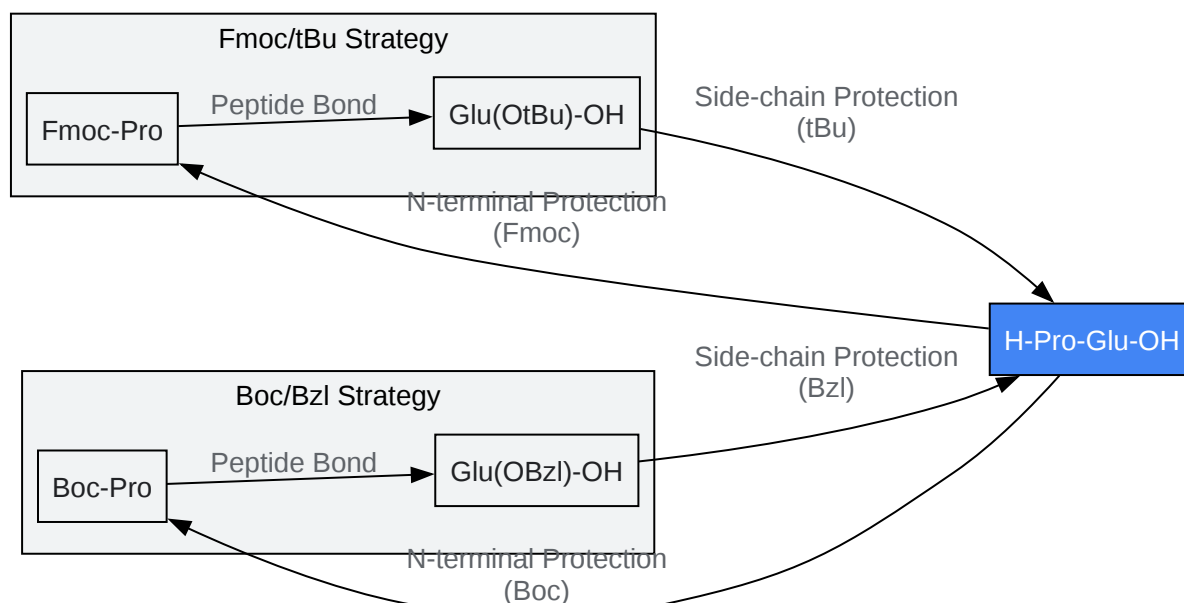 Fmoc/tBu Strategy
Fmoc-Pro
Peptide Bond
Glu(OtBu)-OH
Side-chain Protection
(tBu)
N-terminal Protection
(Fmoc)
H-Pro-Glu-OH
Side-chain Protection
(Bzl)
Boc/Bzl Strategy
Boc-Pro
Peptide Bond
Glu(OBzl)-OH
N-terminal Protection
(Boc)